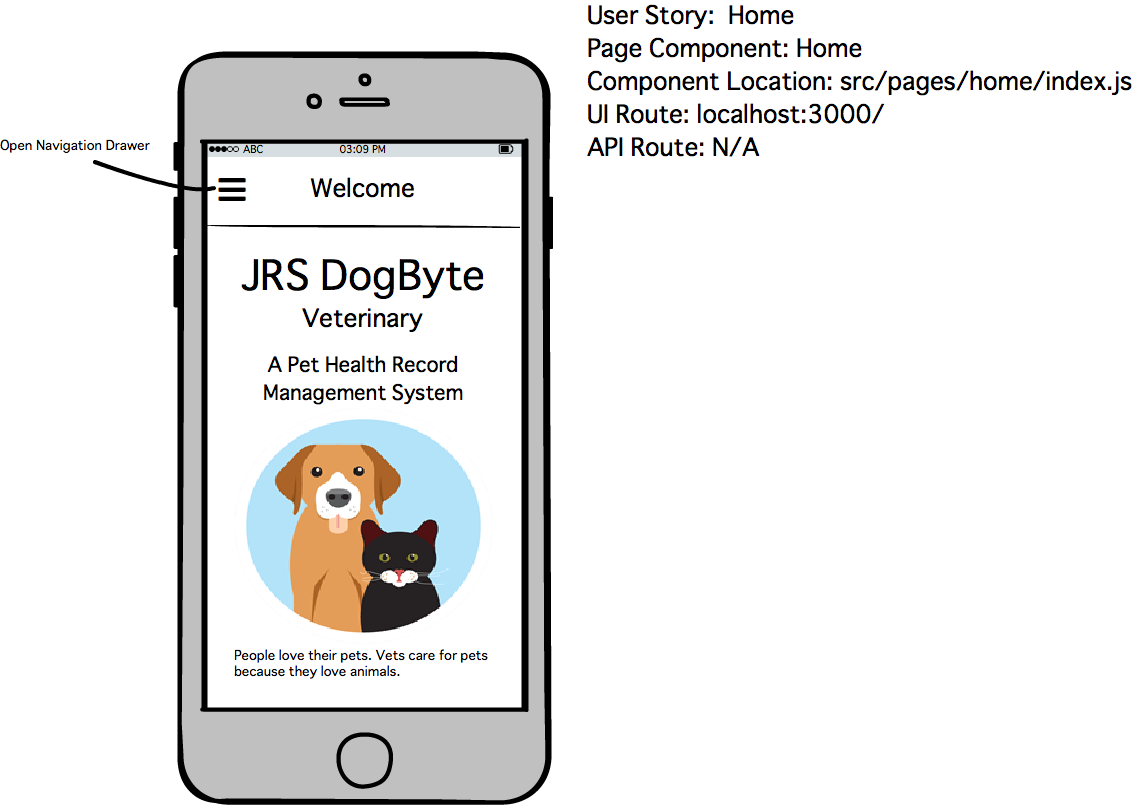 User Story:  Home
Page Component: Home
Component Location: src/pages/home/index.js
UI Route: localhost:3000/
API Route: N/A
Open Navigation Drawer
ABC 03:09 PM
Welcome
JRS DogByte
Veterinary
A Pet Health Record
Management System
People love their pets. Vets care for pets
because they love animals.